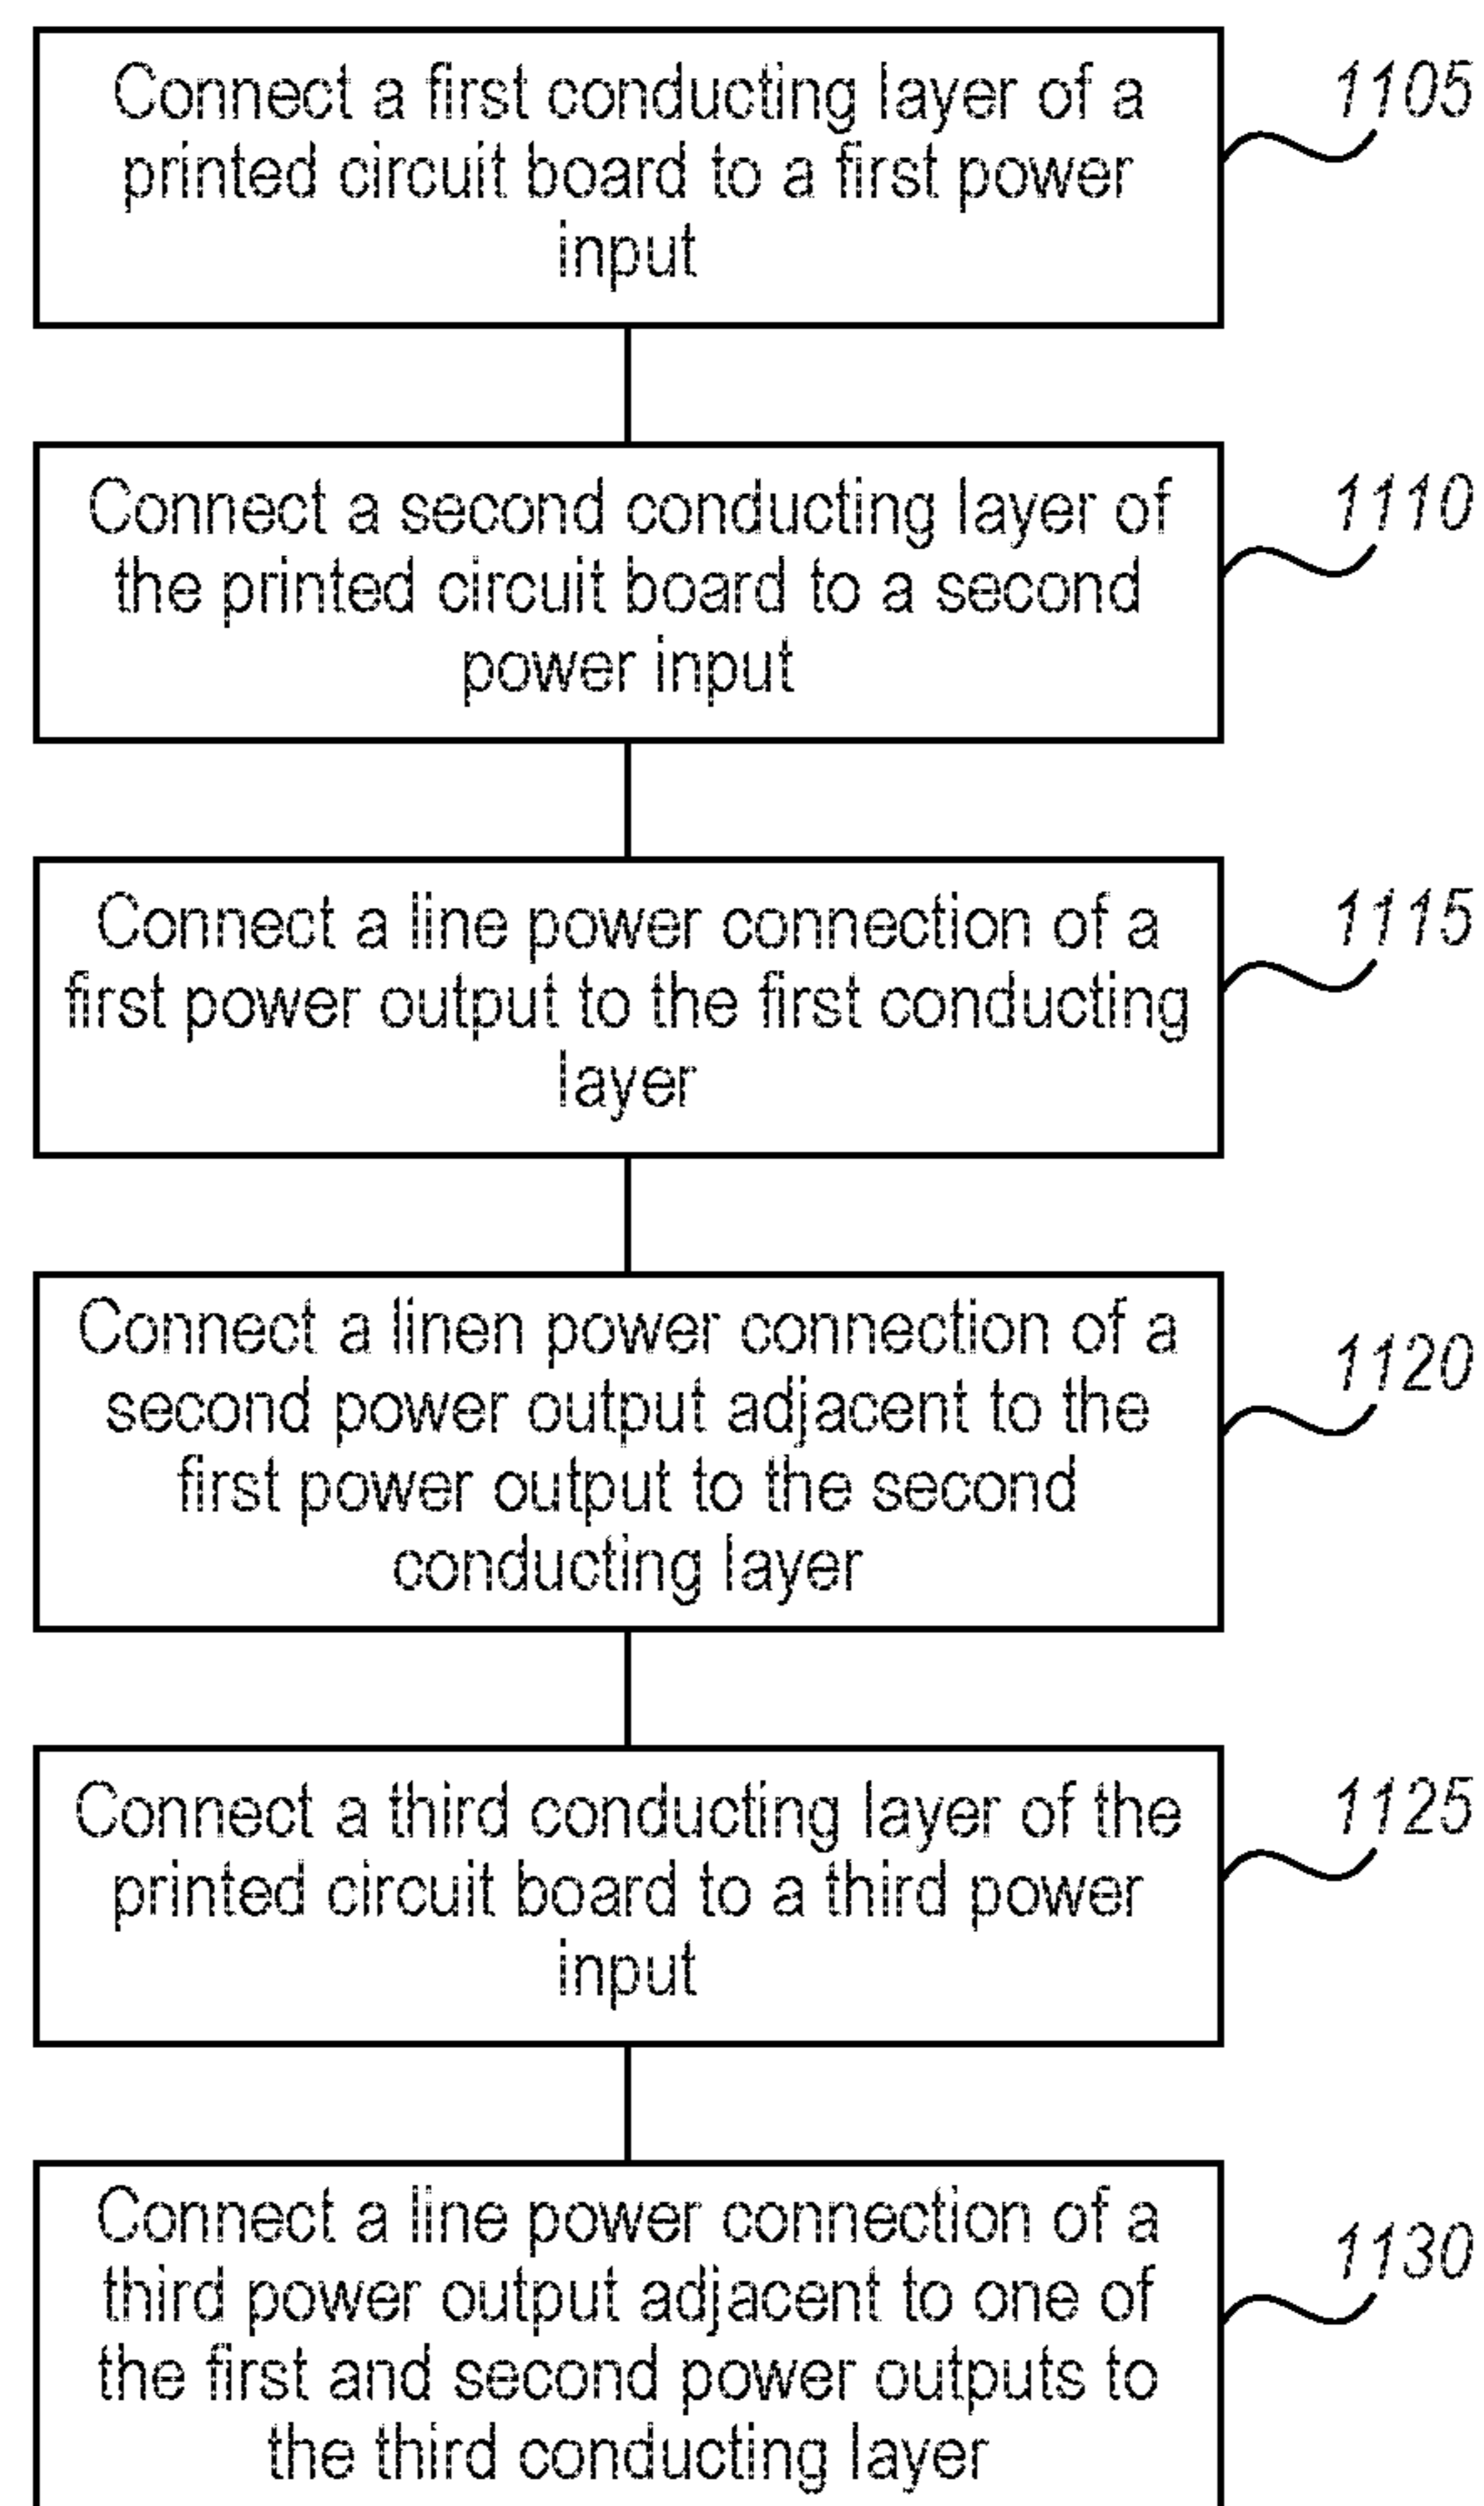 Connect a first conducting layer of a
printed circuit board to a first power
input
1105
Connect a second conducting layer of
the printed circuit board to a second
power input
1110
Connect a line power connection of a
first power output to the first conducting
layer
1115
Connect a linen power connection of a
second power output adjacent to the
first power output to the second
conducting layer
1120
Connect a third conducting layer of the
printed circuit board to a third power
input
1125
Connect a line power connection of a
third power output adjacent to one of
the first and second power outputs to
the third conducting layer
1130